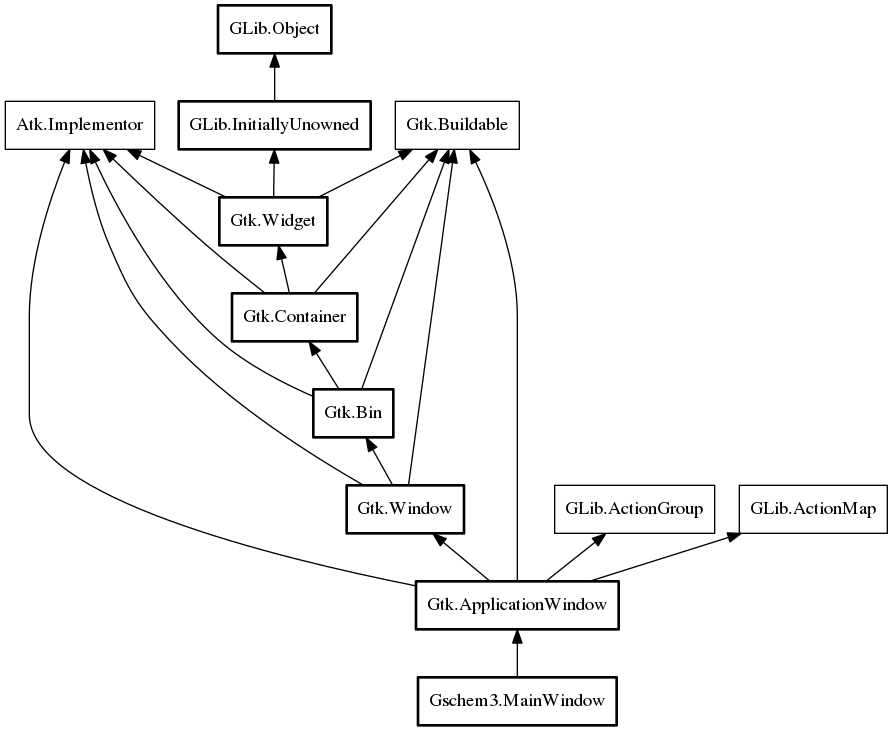 GLib.Object
Atk.Implementor
GLib.InitiallyUnowned
Gtk.Buildable
Gtk.Widget
Gtk.Container
Gtk.Bin
Gtk.Window
GLib.ActionGroup
GLib.ActionMap
Gtk.ApplicationWindow
Gschem3.MainWindow